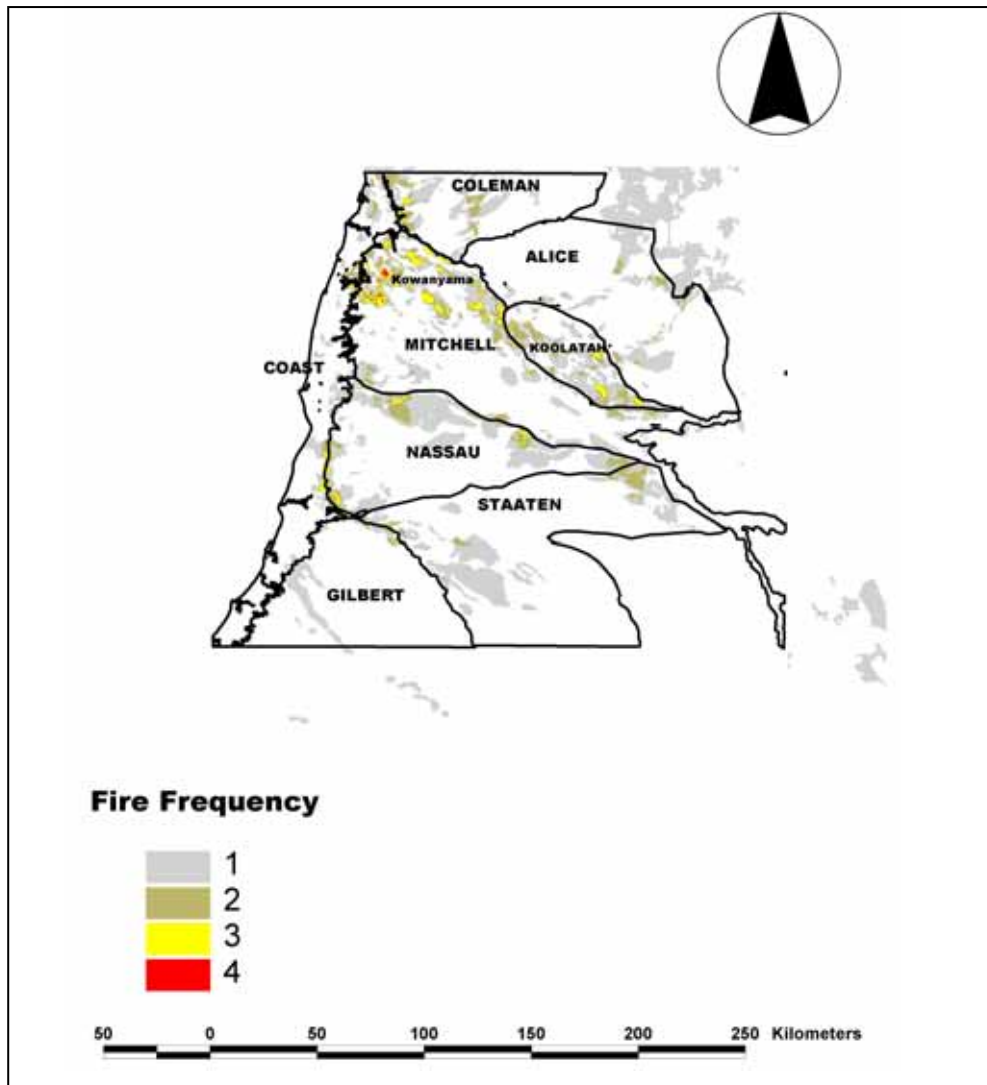 COLEMAN
ALICE
Kowanyama
MITCHELL
KOOLATAH
COAST
NASSAU
STAATEN
GILBERT
Fire Frequency
1
2
3
4
50 0 50 100 150 200 250 Kilometers